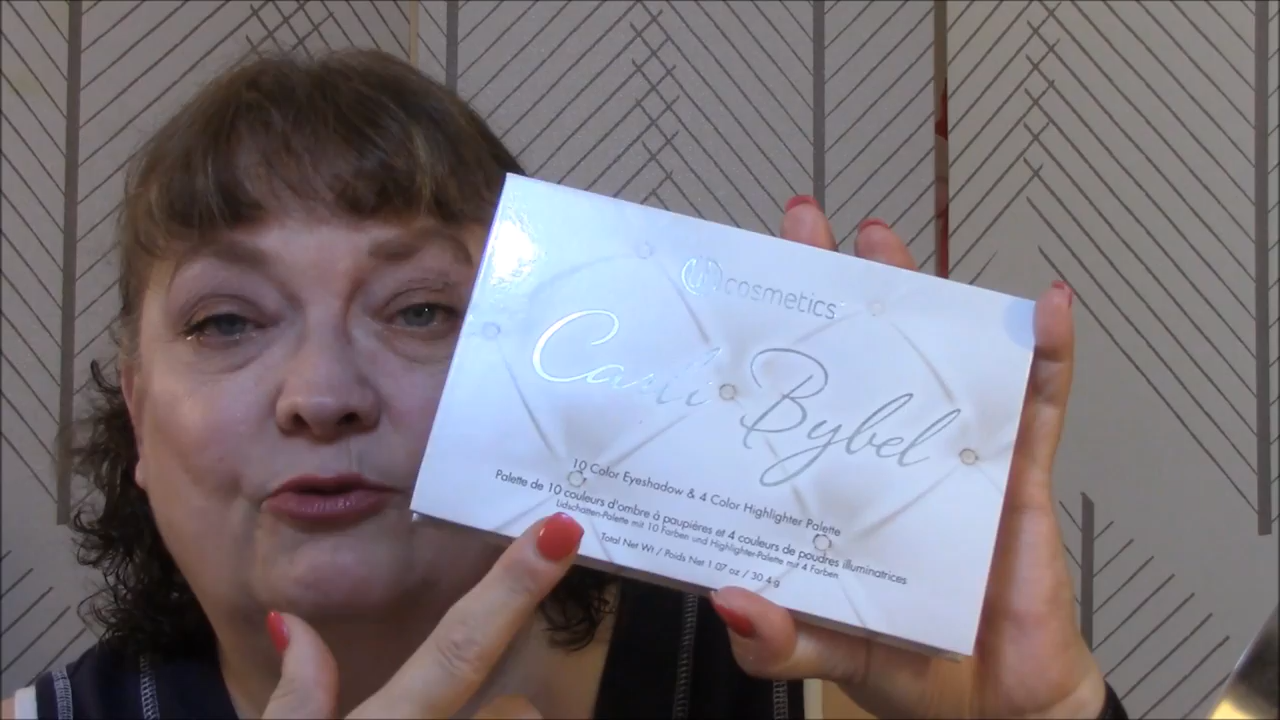 bh cosmetics
Carli Bybel
10 Color Eyeshadow & 4 Color Highlighter Palette
Palette de 10 couleurs d'ombre à paupières et 4 couleurs de poudres illuminatrices
Lidschatten-Palette mit 10 Farben und Highlighter-Palette mit 4 Farben
Total Net Wt / Poids Net 1.07 oz / 30.4 g